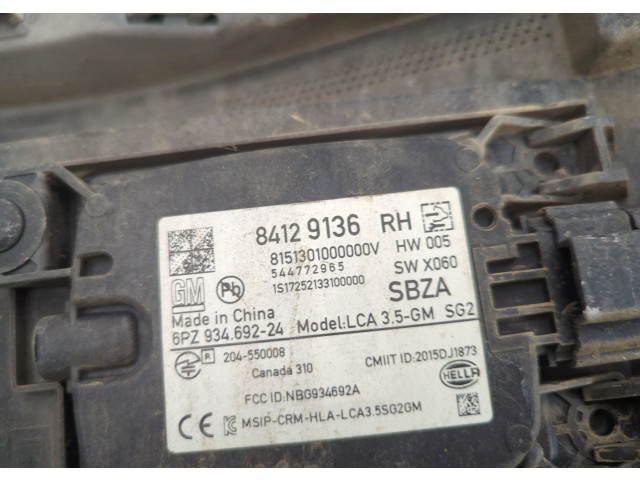 84129136 RH
8151301000000V HW 005
544772965 SW X060
1S17252133100000 SBZA
GM Pb
Made in China
6PZ 934.692-24 Model:LCA 3.5-GM SG2
R 204-550008 CMIIT ID:2015DJ1873
Canada 310
FCC ID:NBG934692A HELLA
CE MSIP-CRM-HLA-LCA3.5SG2GM